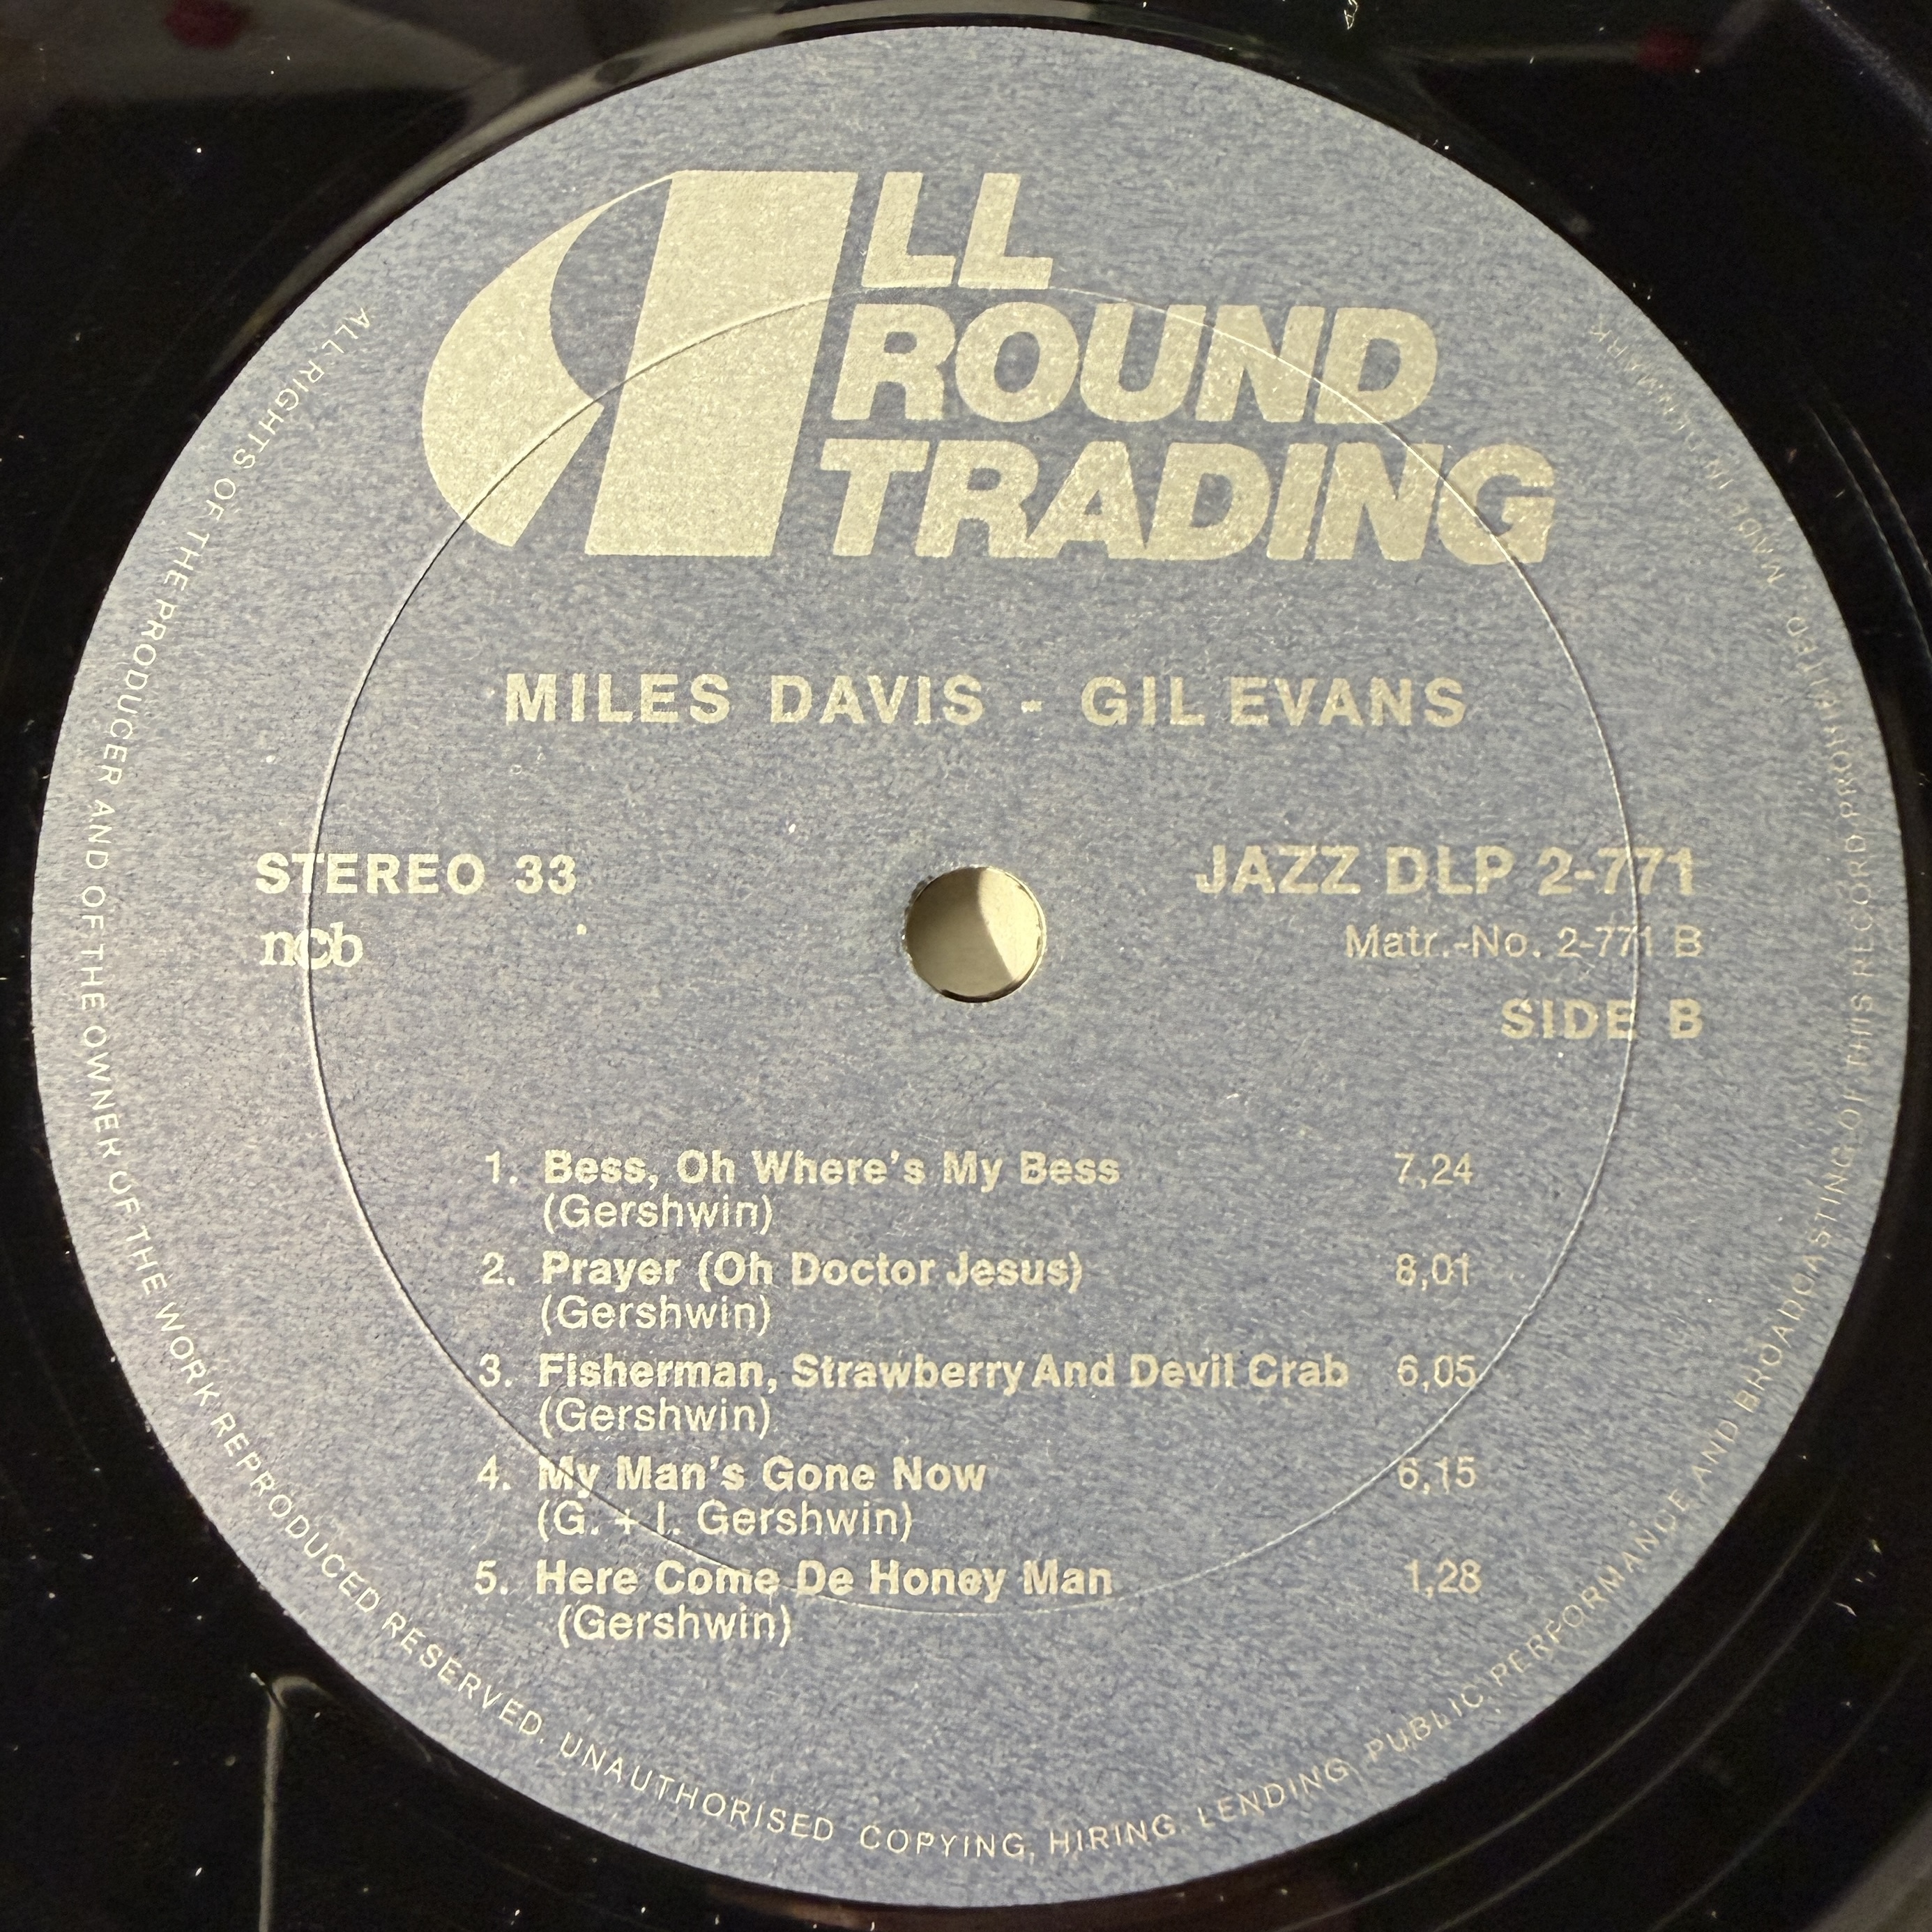 ALL
ROUND
TRADING
MILES DAVIS - GIL EVANS
STEREO 33
ncb
JAZZ DLP 2-771
Matr.-No. 2-771 B
SIDE B
1. Bess, Oh Where's My Bess 7,24
(Gershwin)
2. Prayer (Oh Doctor Jesus) 8,01
(Gershwin)
3. Fisherman, Strawberry And Devil Crab 6,05
(Gershwin)
4. My Man's Gone Now 6,15
(G. + I. Gershwin)
5. Here Come De Honey Man 1,28
(Gershwin)
ALL RIGHTS OF THE PRODUCER AND OF THE OWNER OF THE WORK REPRODUCED RESERVED. UNAUTHORISED COPYING, HIRING, LENDING, PUBLIC PERFORMANCE AND BROADCASTING OF THIS RECORD PROHIBITED. MADE IN DENMARK